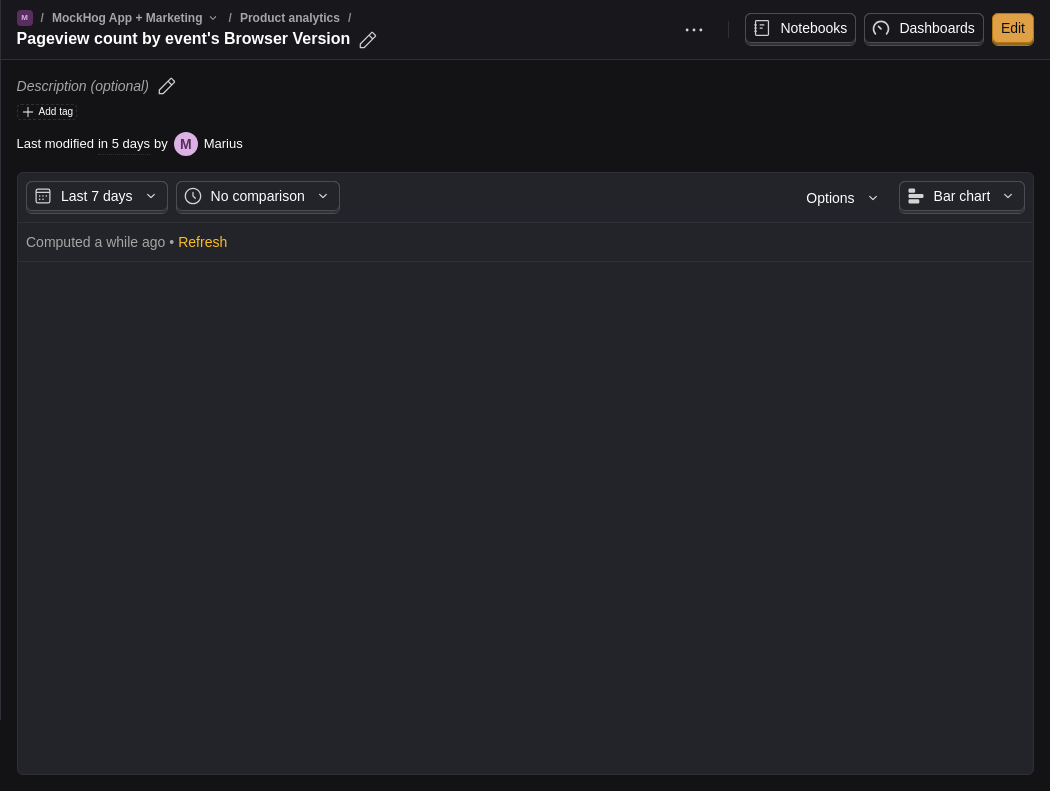 M / MockHog App + Marketing / Product analytics /
Pageview count by event's Browser Version
Notebooks
Dashboards
Edit
Description (optional)
Add tag
Last modified in 5 days by M Marius
Last 7 days
No comparison
Options
Bar chart
Computed a while ago • Refresh